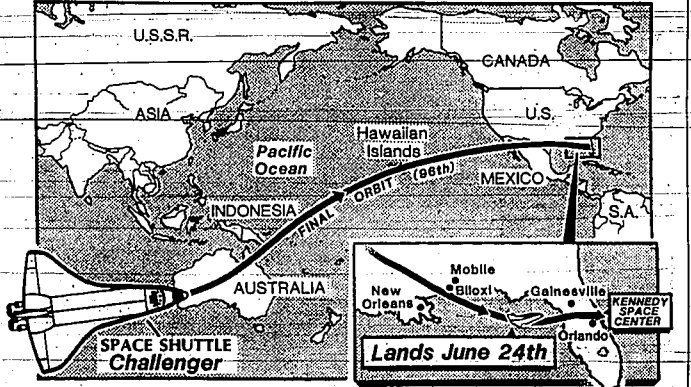 U.S.S.R.
CANADA
ASIA
U.S.
Hawaiian
Islands
Pacific
Ocean
FINAL ORBIT (96th)
MEXICO
INDONESIA
S.A.
AUSTRALIA
SPACE SHUTTLE
Challenger
Mobile
Biloxi
New
Orleans
Gainesville
KENNEDY
SPACE
CENTER
Orlando
Lands June 24th